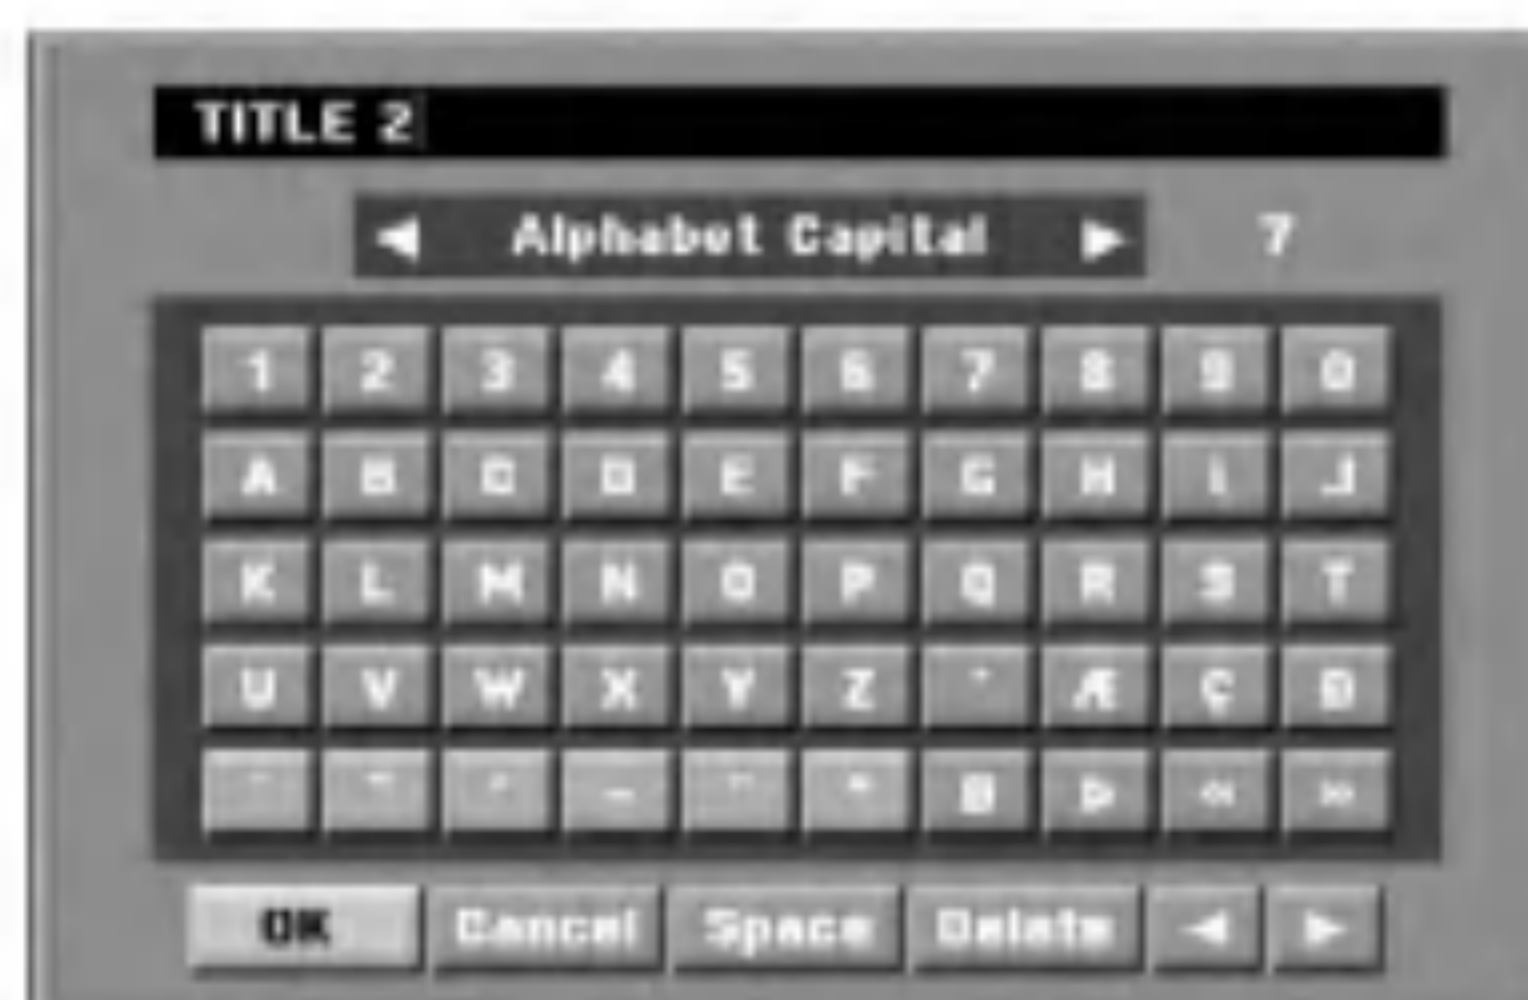 TITLE 2
◀ Alphabet Capital ▶ 7
1 2 3 4 5 6 7 8 9 0
A B C D E F G H I J
K L M N O P Q R S T
U V W X Y Z Æ Ç
« »
OK Cancel Space Delete ◀ ▶